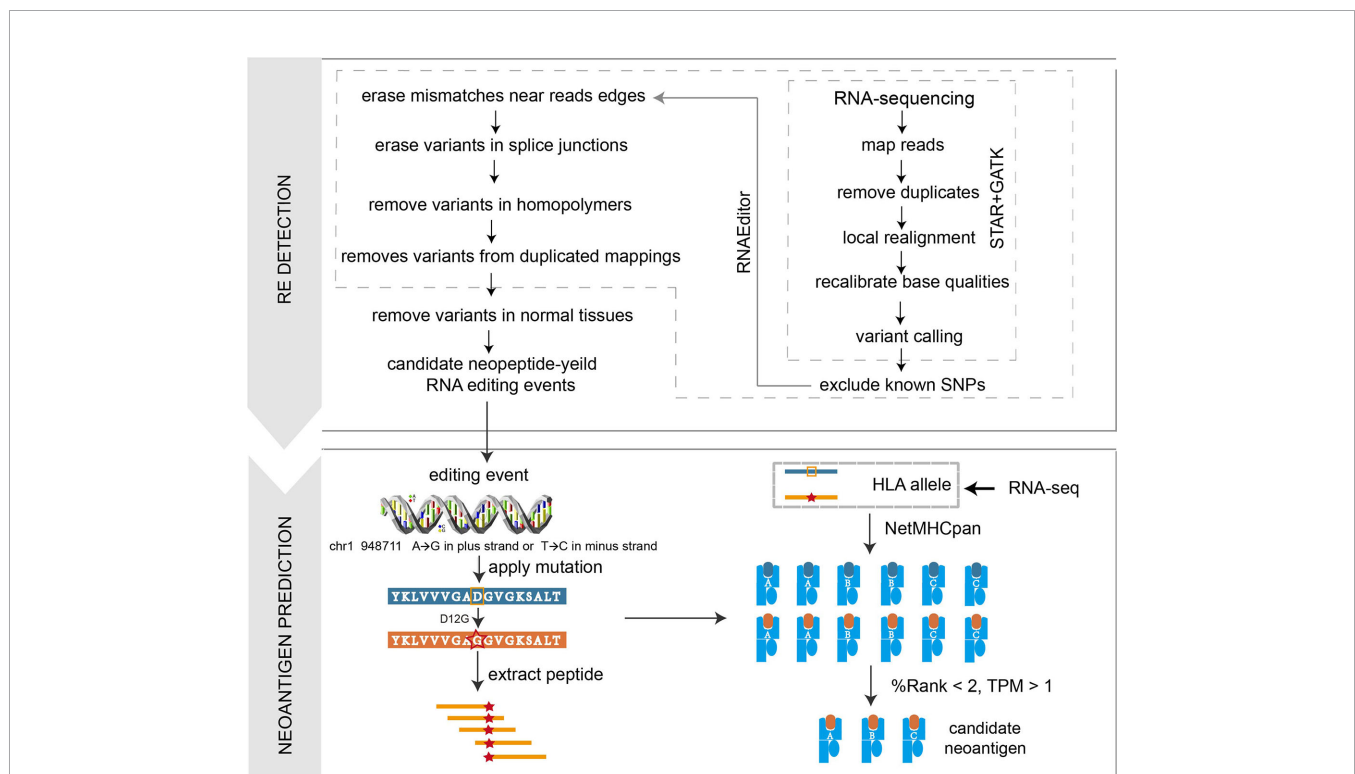 RE DETECTION
RNA-sequencing
map reads
remove duplicates
local realignment
recalibrate base qualities
variant calling
STAR+GATK
exclude known SNPs
RNAEditor
erase mismatches near reads edges
erase variants in splice junctions
remove variants in homopolymers
removes variants from duplicated mappings
remove variants in normal tissues
candidate neopeptide-yeild
RNA editing events
NEOANTIGEN PREDICTION
editing event
A
T
C
G
chr1 948711 A→G in plus strand or T→C in minus strand
apply mutation
YKLVVVGADGVGKSALT
D12G
YKLVVVGAGGVGKSALT
extract peptide
HLA allele
RNA-seq
NetMHCpan
A A B B C C
A A B B C C
%Rank < 2, TPM > 1
A B C
candidate
neoantigen